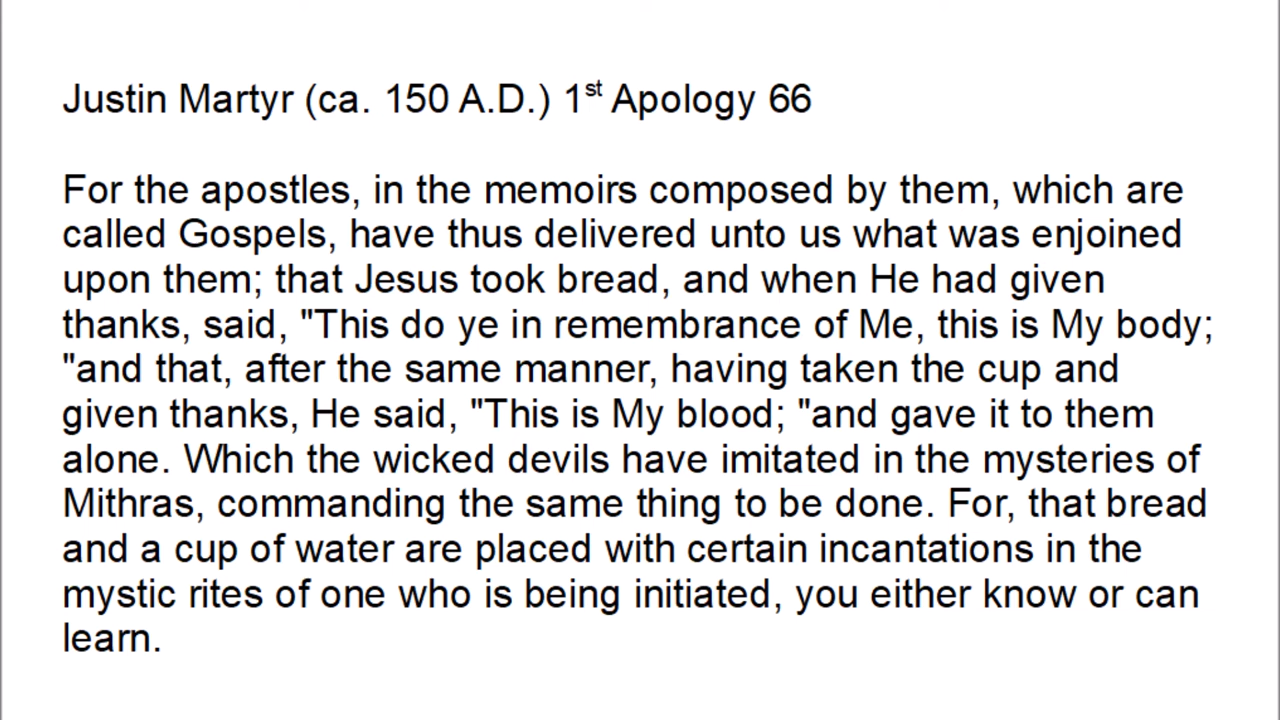 Justin Martyr (ca. 150 A.D.) 1st Apology 66
For the apostles, in the memoirs composed by them, which are
called Gospels, have thus delivered unto us what was enjoined
upon them; that Jesus took bread, and when He had given
thanks, said, "This do ye in remembrance of Me, this is My body;
"and that, after the same manner, having taken the cup and
given thanks, He said, "This is My blood; "and gave it to them
alone. Which the wicked devils have imitated in the mysteries of
Mithras, commanding the same thing to be done. For, that bread
and a cup of water are placed with certain incantations in the
mystic rites of one who is being initiated, you either know or can
learn.